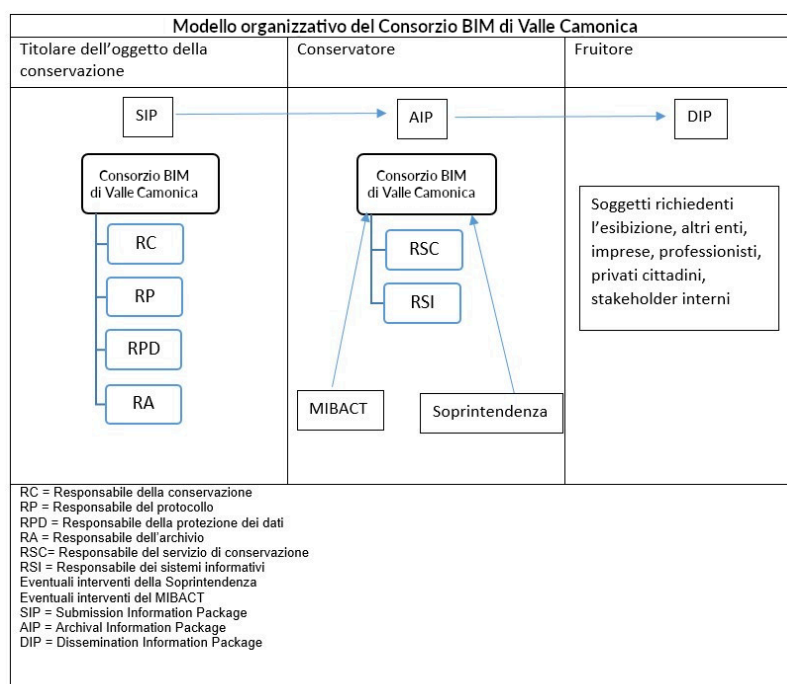 Modello organizzativo del Consorzio BIM di Valle Camonica
Titolare dell'oggetto della
conservazione
Conservatore
Fruitore
SIP
AIP
DIP
Consorzio BIM
di Valle Camonica
RC
RP
RPD
RA
Consorzio BIM
di Valle Camonica
RSC
RSI
MIBACT
Soprintendenza
Soggetti richiedenti
l'esibizione, altri enti,
imprese, professionisti,
privati cittadini,
stakeholder interni
RC = Responsabile della conservazione
RP = Responsabile del protocollo
RPD = Responsabile della protezione dei dati
RA = Responsabile dell'archivio
RSC= Responsabile del servizio di conservazione
RSI = Responsabile dei sistemi informativi
Eventuali interventi della Soprintendenza
Eventuali interventi del MIBACT
SIP = Submission Information Package
AIP = Archival Information Package
DIP = Dissemination Information Package